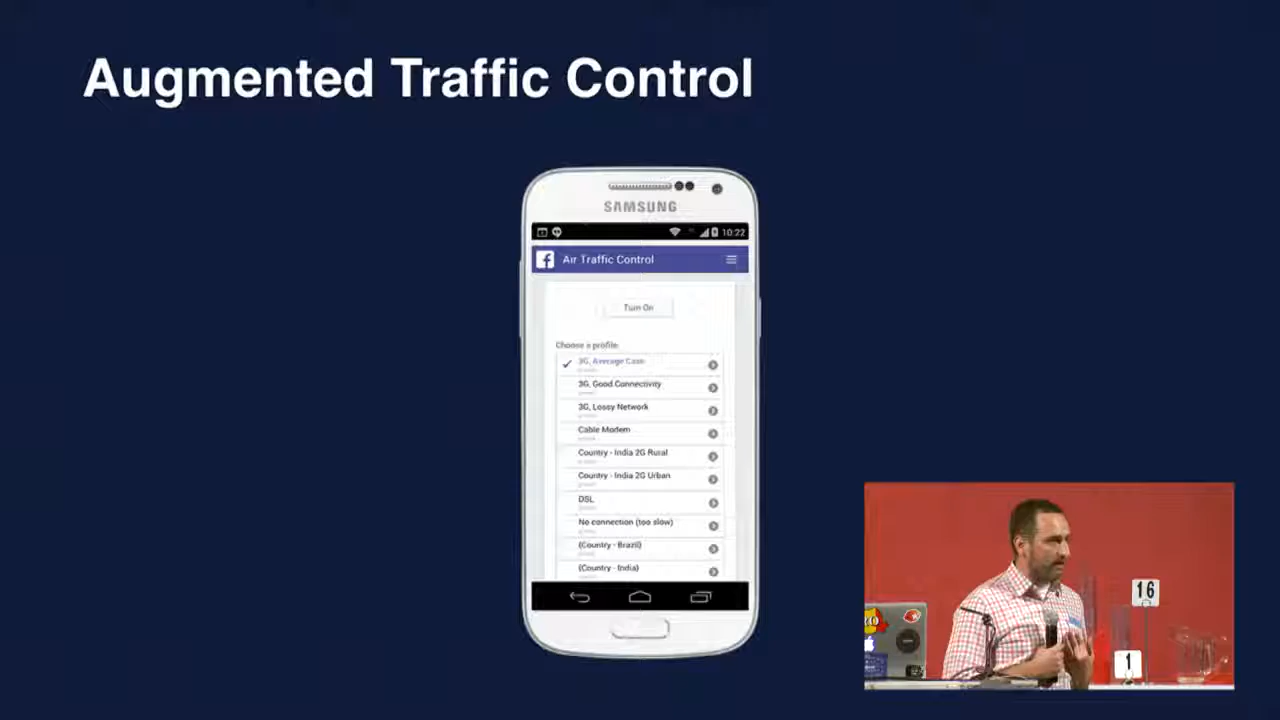 Augmented Traffic Control
SAMSUNG
10:22
Air Traffic Control
Turn On
Choose a profile:
3G, Average Case
3G, Good Connectivity
3G, Lossy Network
Cable Modem
Country - India 2G Rural
Country - India 2G Urban
DSL
No connection (too slow)
(Country - Brazil)
(Country - India)
16
1